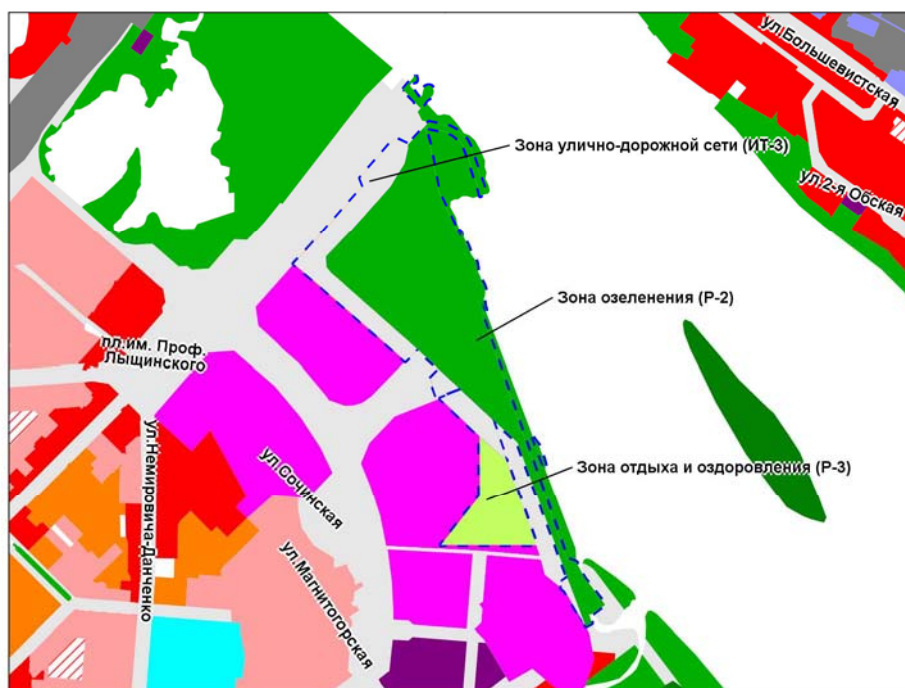 ул.Большевистская
Зона улично-дорожной сети (ИТ-3)
ул.2-я Обская
Зона озеленения (Р-2)
пл.им. Проф.
Лыщинского
ул.Немировича-Данченко
ул.Сочинская
Зона отдыха и оздоровления (Р-3)
ул.Магнитогорская